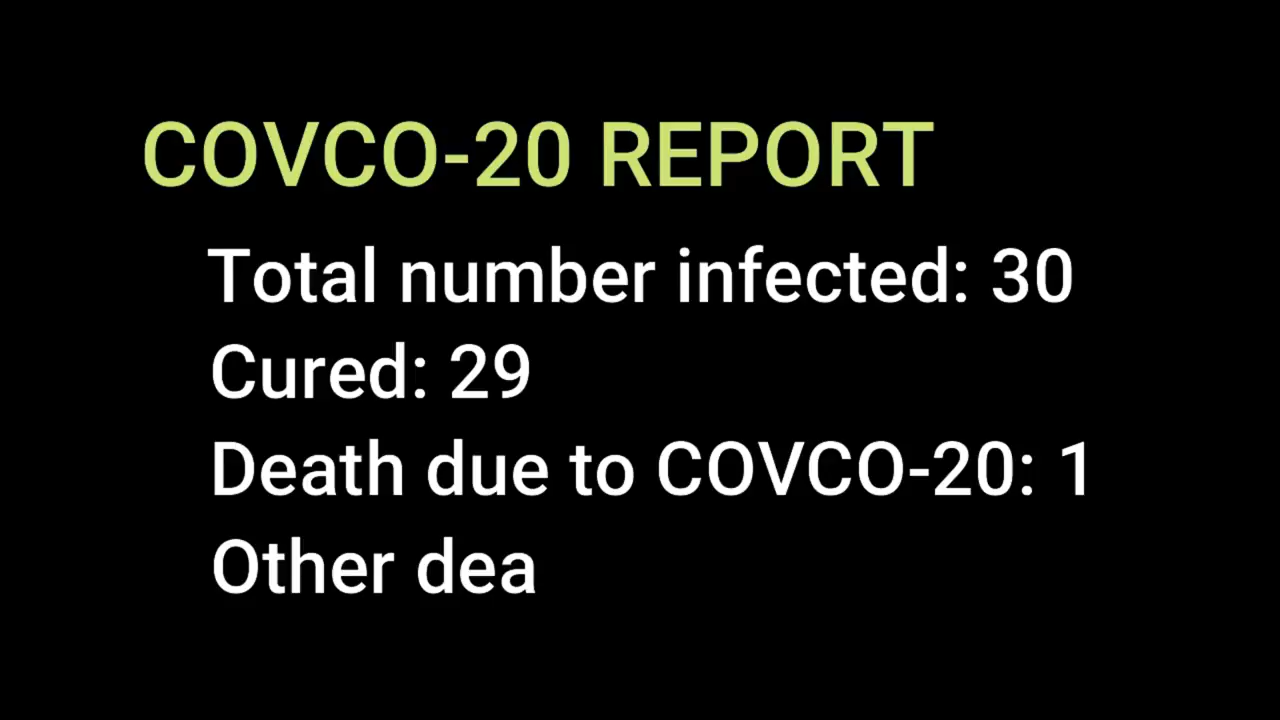 COVCO-20 REPORT
Total number infected: 30
Cured: 29
Death due to COVCO-20: 1
Other dea